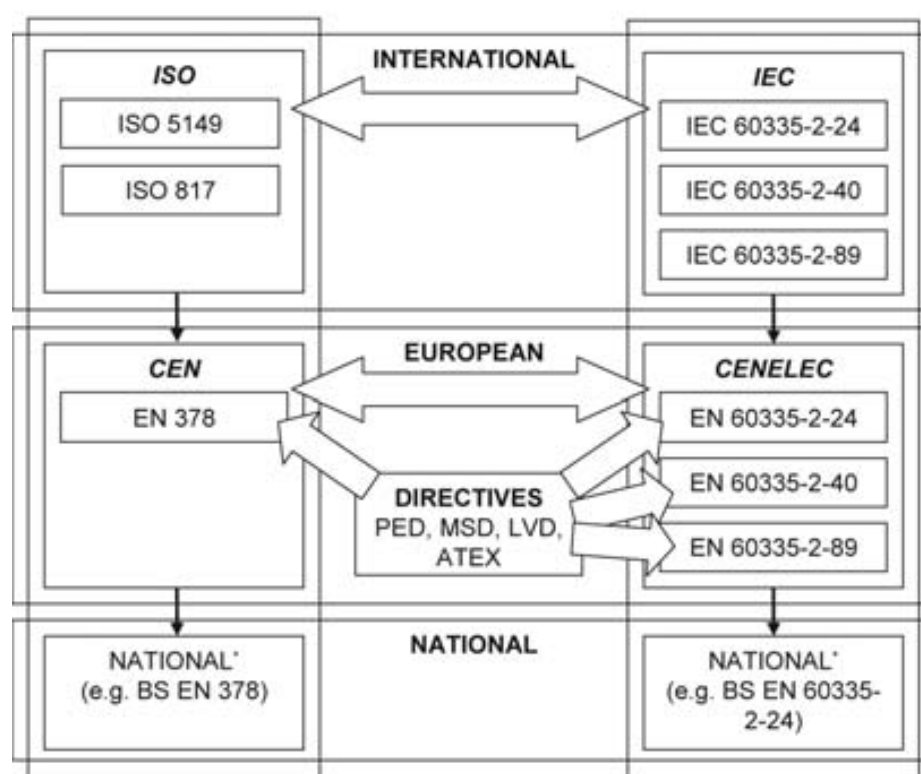 INTERNATIONAL
ISO
ISO 5149
ISO 817
IEC
IEC 60335-2-24
IEC 60335-2-40
IEC 60335-2-89
EUROPEAN
CEN
EN 378
DIRECTIVES
PED, MSD, LVD,
ATEX
CENELEC
EN 60335-2-24
EN 60335-2-40
EN 60335-2-89
NATIONAL
NATIONAL*
(e.g. BS EN 378)
NATIONAL*
(e.g. BS EN 60335-
2-24)